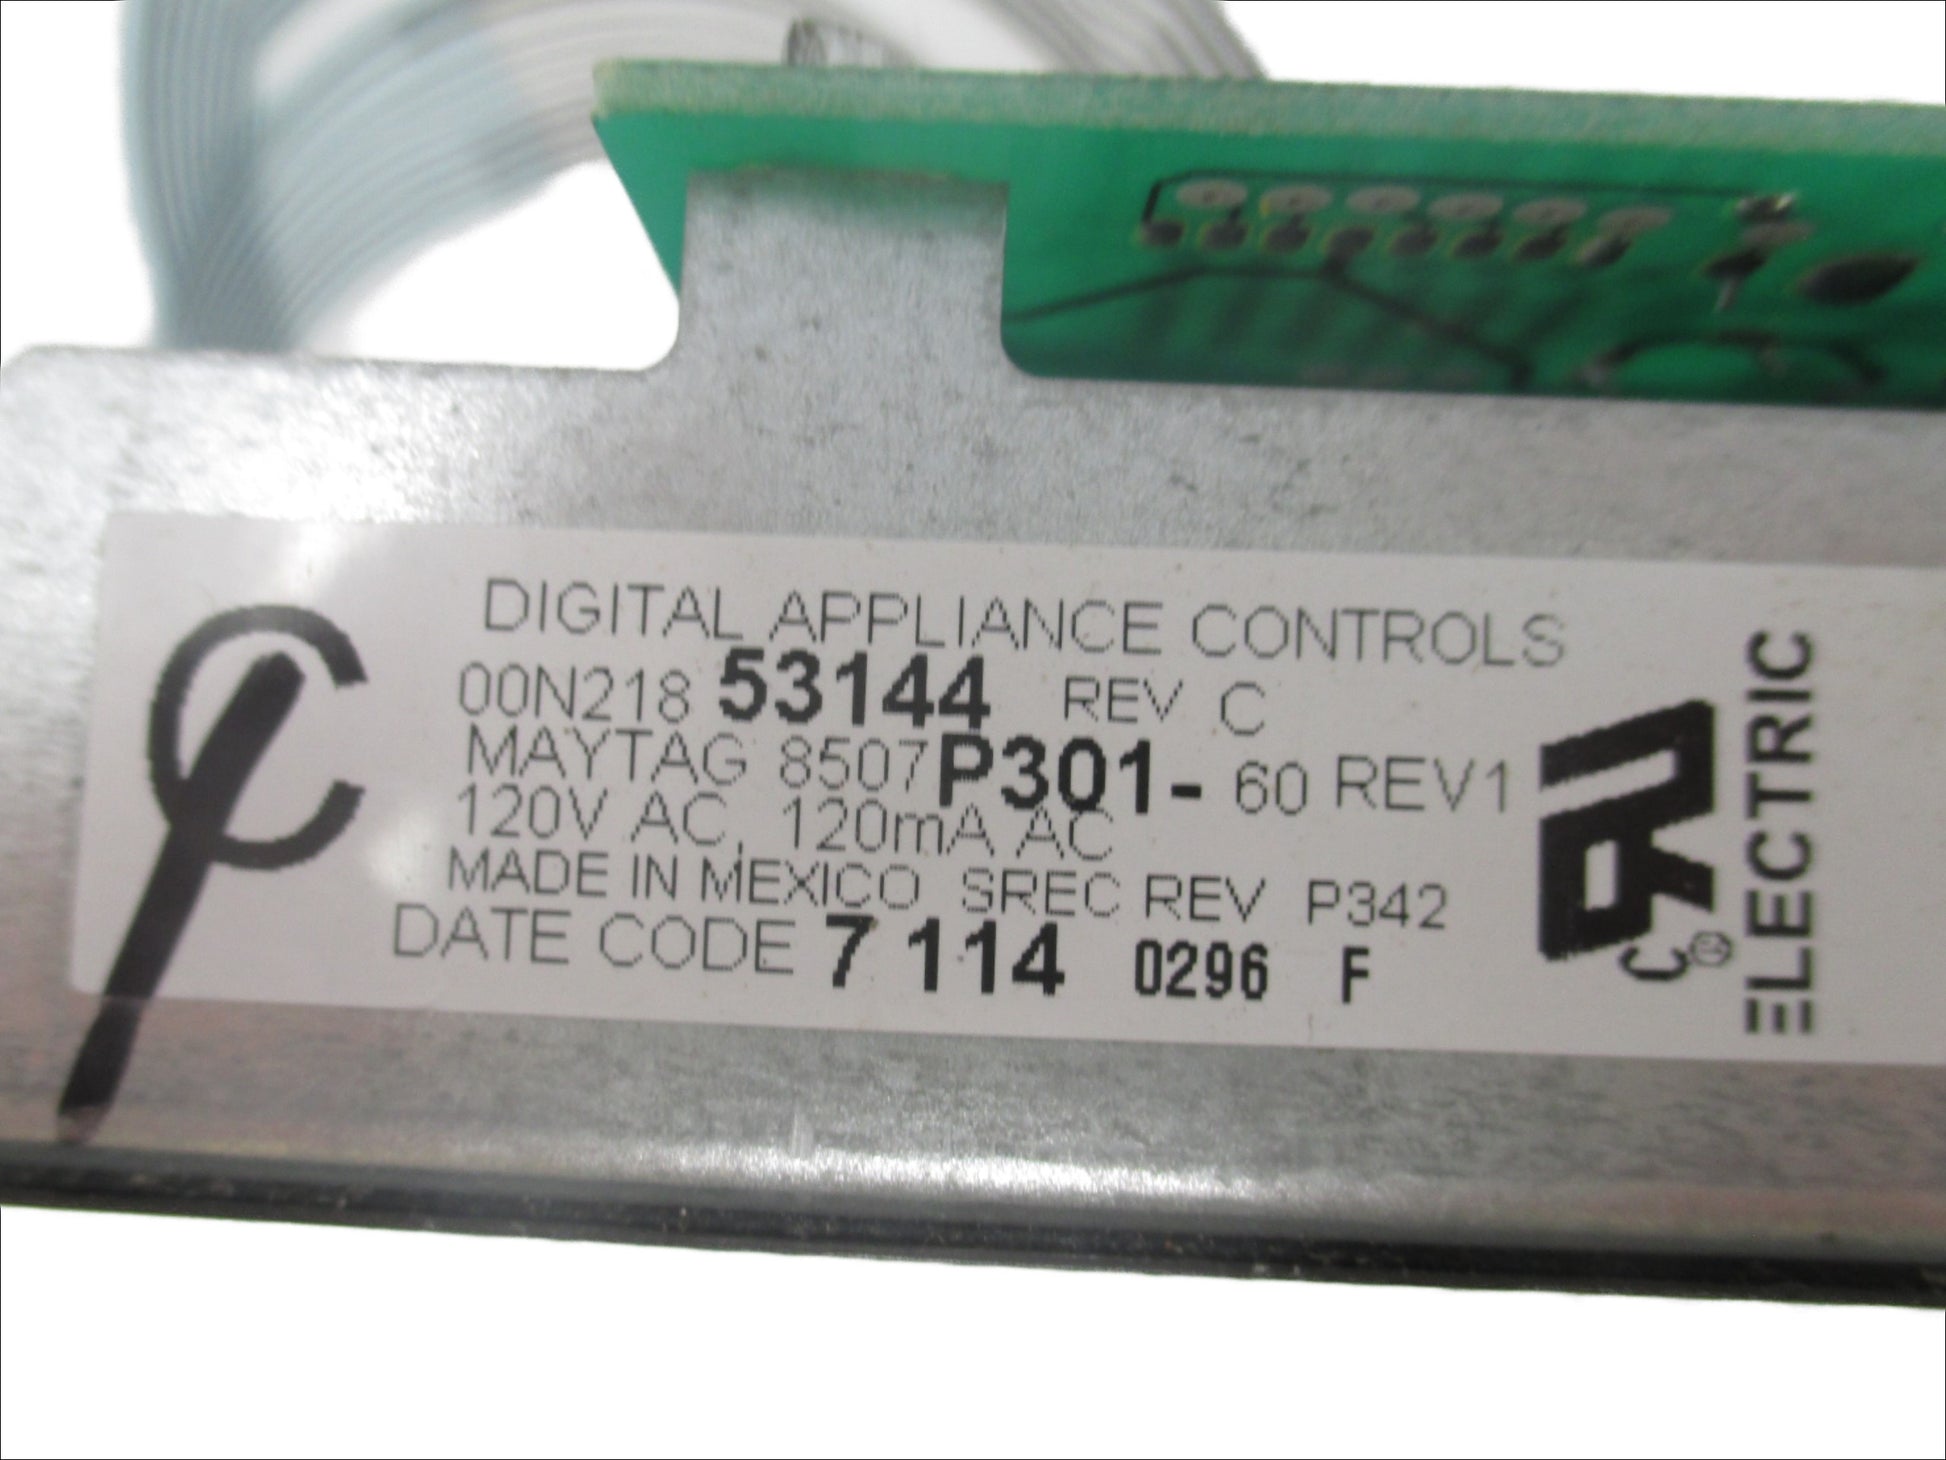 DIGITAL APPLIANCE CONTROLS
00N218 53144 REV C
MAYTAG 8507P301-60 REV1
120V AC, 120mA AC
MADE IN MEXICO SREC REV P342
DATE CODE 7 114 0296 F
C
ELECTRIC